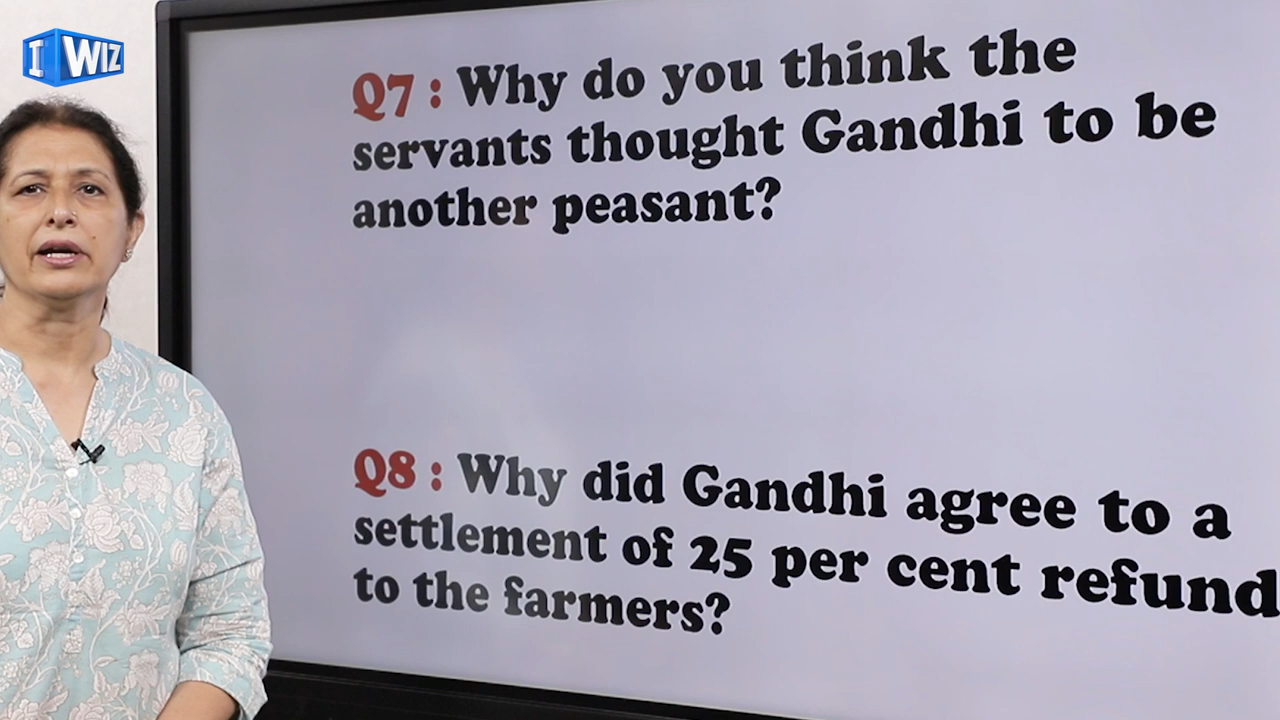 I WIZ
Q7 : Why do you think the
servants thought Gandhi to be
another peasant?
Q8 : Why did Gandhi agree to a
settlement of 25 per cent refund
to the farmers?